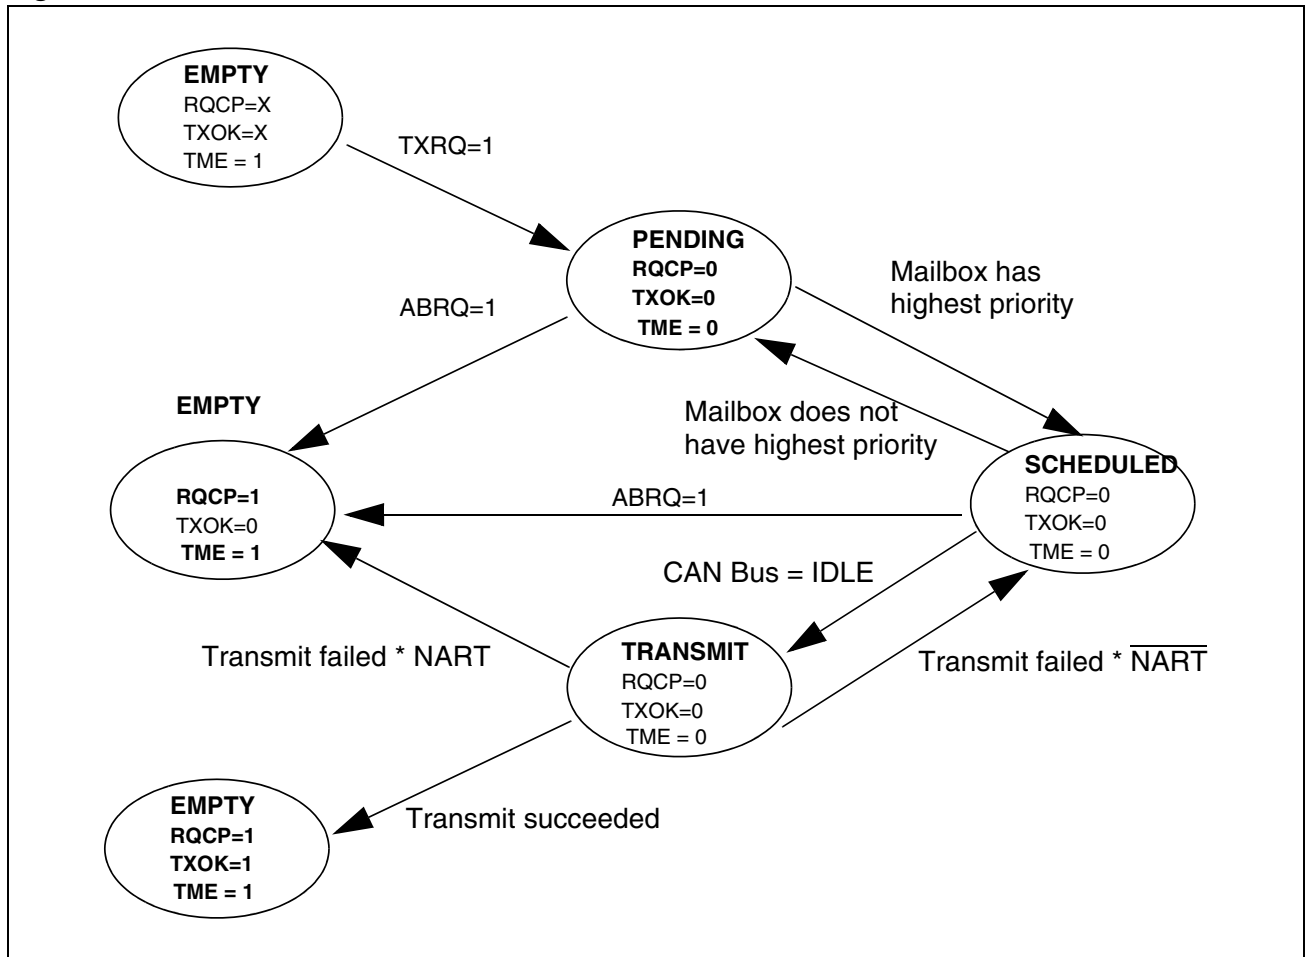 EMPTY
RQCP=X
TXOK=X
TME = 1
TXRQ=1
PENDING
RQCP=0
TXOK=0
TME = 0
Mailbox has
highest priority
ABRQ=1
EMPTY
RQCP=1
TXOK=0
TME = 1
Mailbox does not
have highest priority
SCHEDULED
RQCP=0
TXOK=0
TME = 0
ABRQ=1
CAN Bus = IDLE
Transmit failed * NART
TRANSMIT
RQCP=0
TXOK=0
TME = 0
Transmit failed * N̅A̅R̅T̅
EMPTY
RQCP=1
TXOK=1
TME = 1
Transmit succeeded